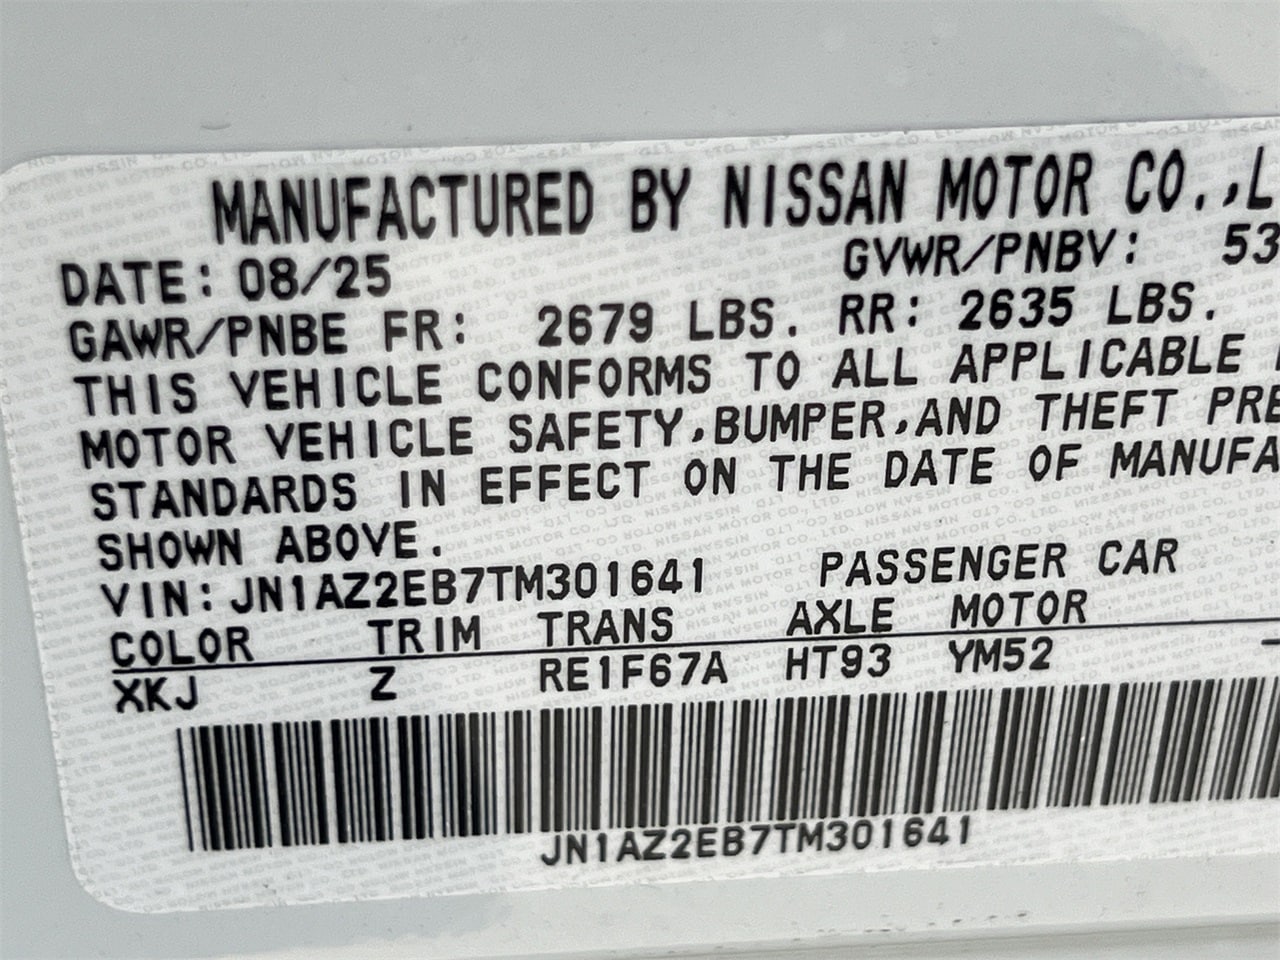 MANUFACTURED BY NISSAN MOTOR CO.,L
DATE: 08/25 GVWR/PNBV: 53
GAWR/PNBE FR: 2679 LBS. RR: 2635 LBS.
THIS VEHICLE CONFORMS TO ALL APPLICABLE
MOTOR VEHICLE SAFETY,BUMPER,AND THEFT PRE
STANDARDS IN EFFECT ON THE DATE OF MANUFA
SHOWN ABOVE.
VIN:JN1AZ2EB7TM301641 PASSENGER CAR
COLOR TRIM TRANS AXLE MOTOR
XKJ Z RE1F67A HT93 YM52
JN1AZ2EB7TM301641